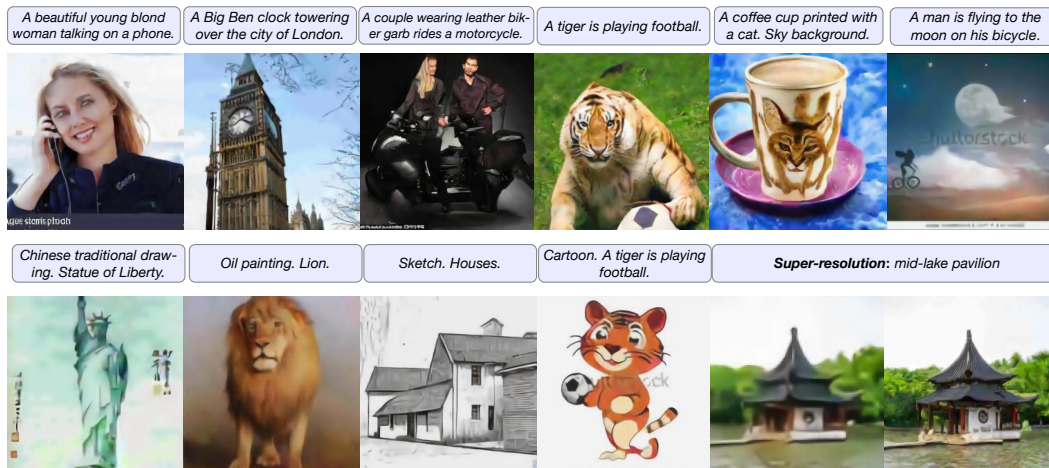 A beautiful young blond
woman talking on a phone.
A Big Ben clock towering
over the city of London.
A couple wearing leather bik-
er garb rides a motorcycle.
A tiger is playing football.
A coffee cup printed with
a cat. Sky background.
A man is flying to the
moon on his bicycle.
Chinese traditional draw-
ing. Statue of Liberty.
Oil painting. Lion.
Sketch. Houses.
Cartoon. A tiger is playing
football.
Super-resolution: mid-lake pavilion